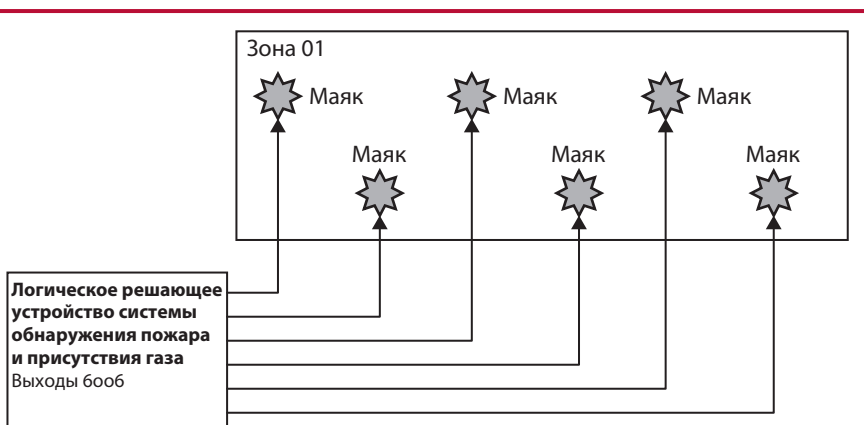 Зона 01
Маяк
Маяк
Маяк
Маяк
Маяк
Маяк
Логическое решающее
устройство системы
обнаружения пожара
и присутствия газа
Выходы 6оо6